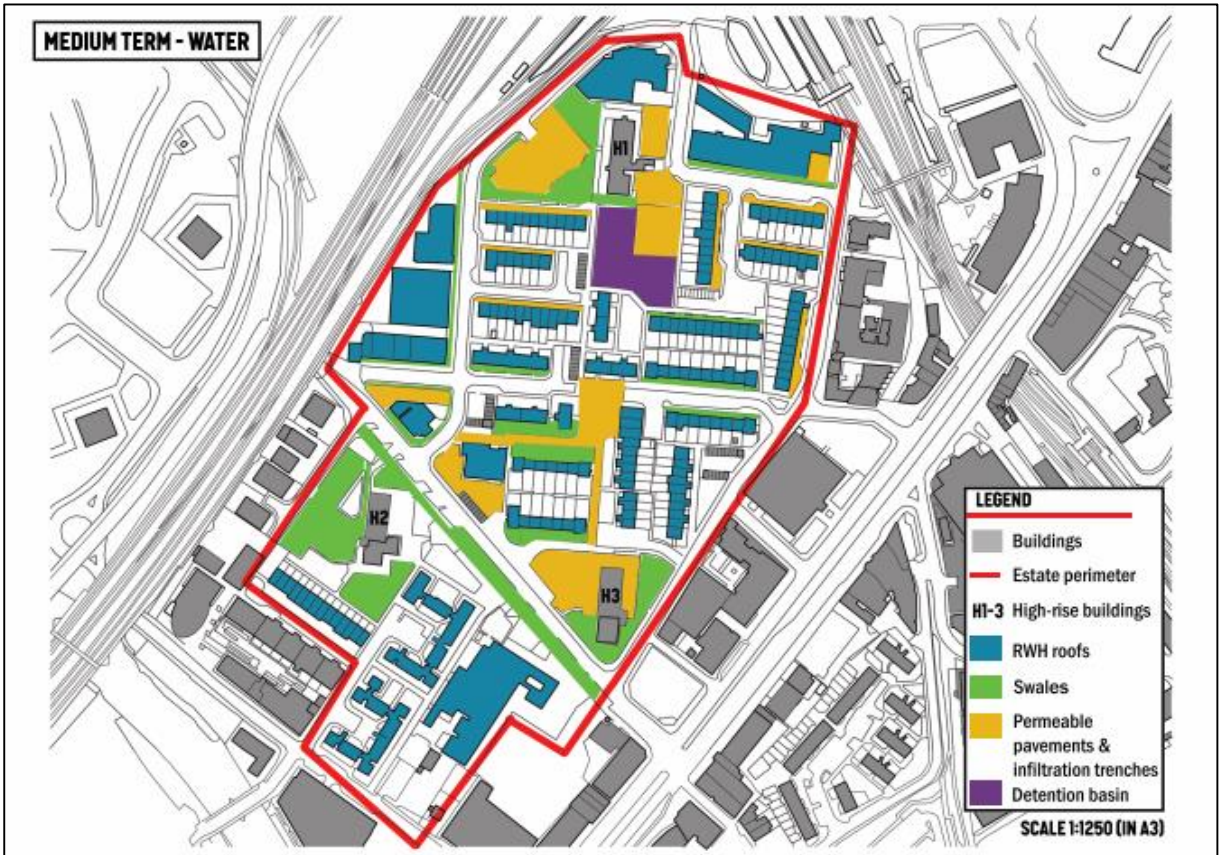 MEDIUM TERM - WATER
H1
H2
H3
LEGEND
Buildings
Estate perimeter
H1-3 High-rise buildings
RWH roofs
Swales
Permeable
pavements &
infiltration trenches
Detention basin
SCALE 1:1250 (IN A3)